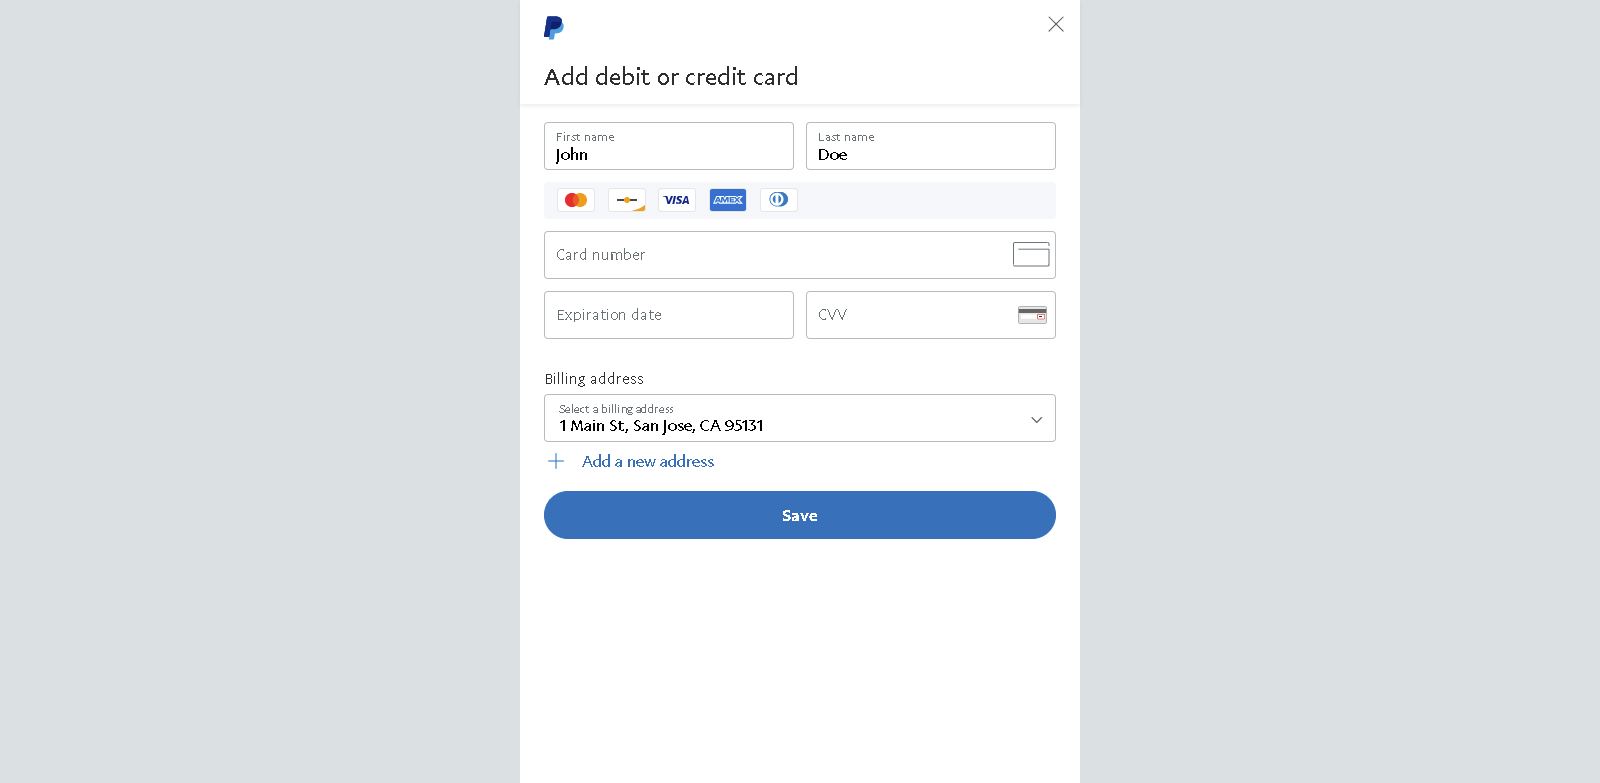 Add debit or credit card
First name
John
Last name
Doe
VISA
AMEX
Card number
Expiration date
CVV
Billing address
Select a billing address
1 Main St, San Jose, CA 95131
Add a new address
Save